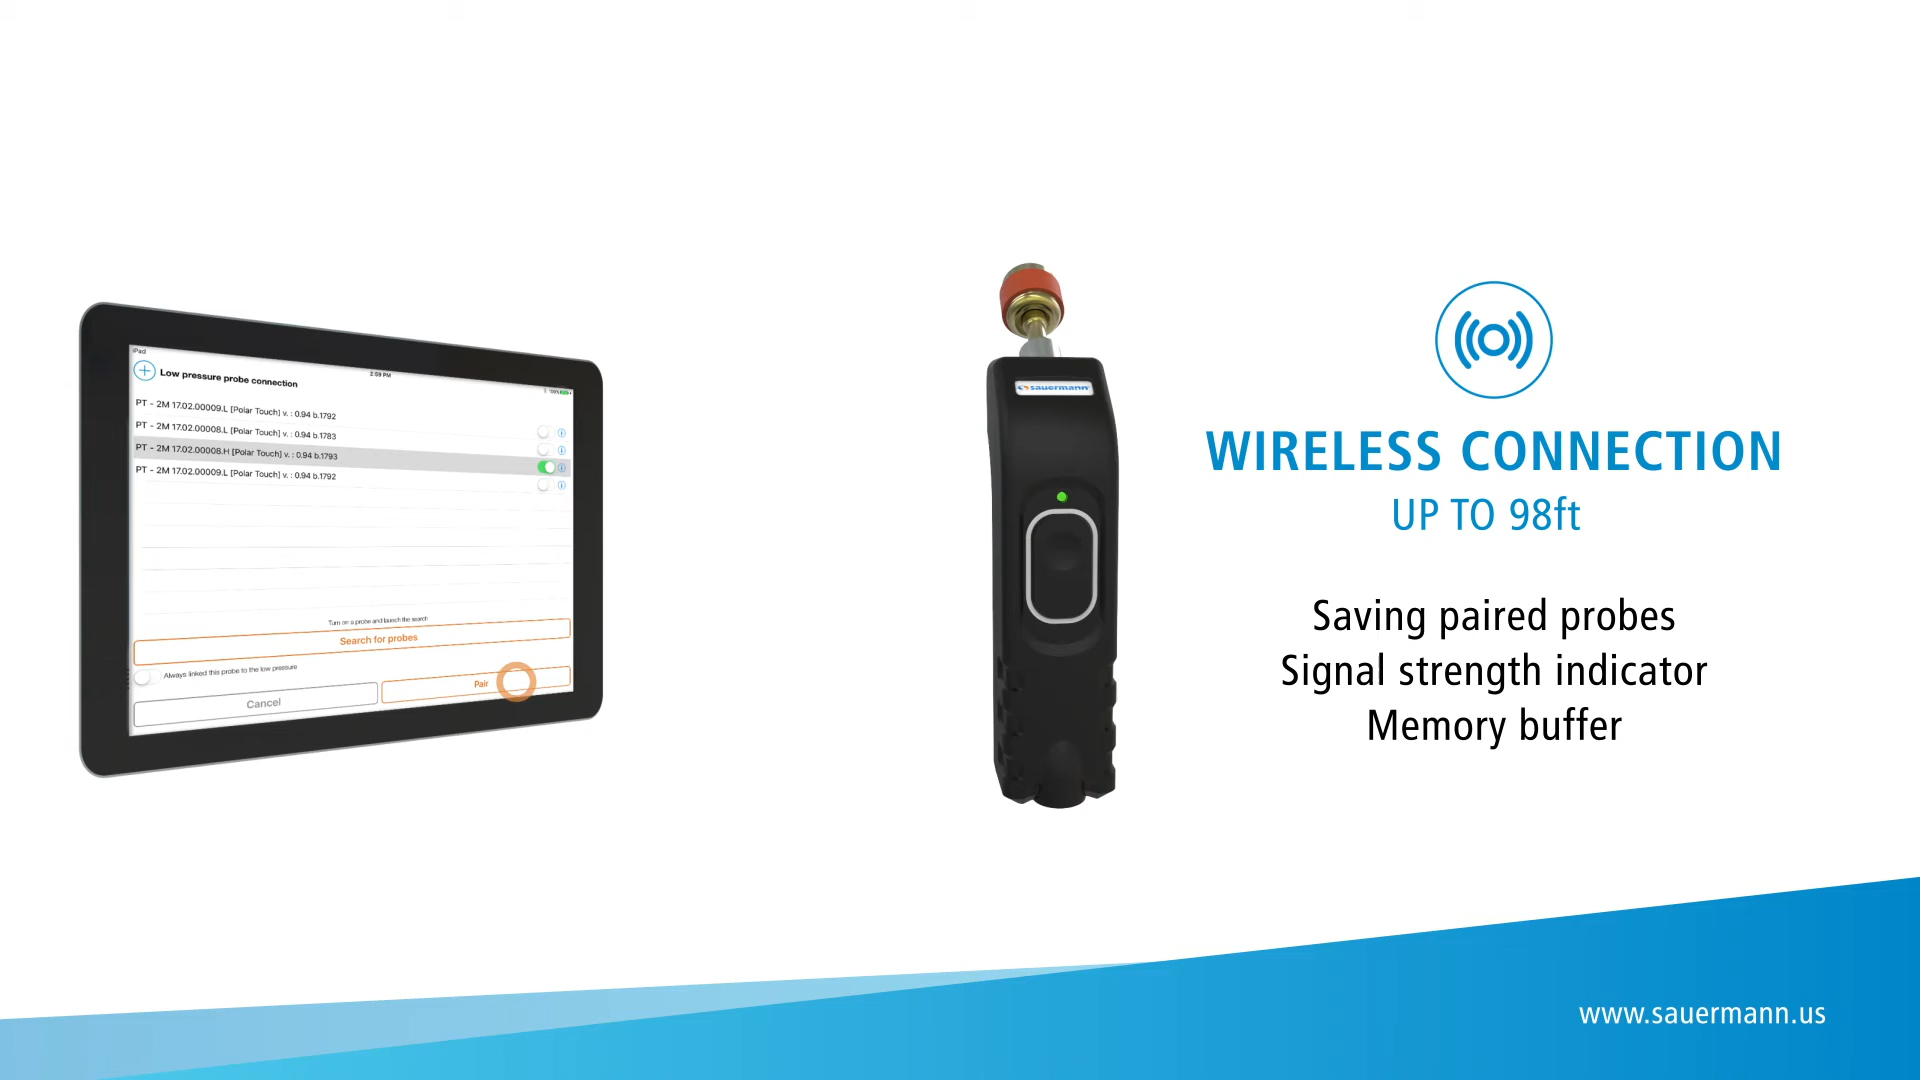 iPad
2:59 PM
100%
Low pressure probe connection
PT - 2M 17.02.00009.L [Polar Touch] v. : 0.94 b.1792
PT - 2M 17.02.00008.L [Polar Touch] v. : 0.94 b.1783
PT - 2M 17.02.00008.H [Polar Touch] v. : 0.94 b.1793
PT - 2M 17.02.00009.L [Polar Touch] v. : 0.94 b.1792
Turn on a probe and launch the search
Search for probes
Always linked this probe to the low pressure
Cancel
Pair
sauermann
WIRELESS CONNECTION
UP TO 98ft
Saving paired probes
Signal strength indicator
Memory buffer
www.sauermann.us